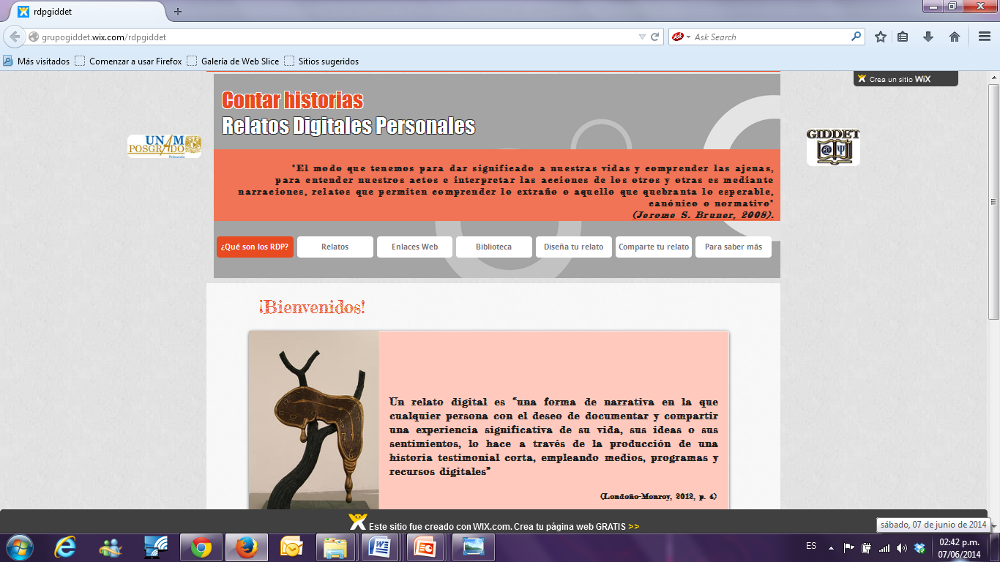 rdpgiddet
grupogiddet.wix.com/rdpgiddet
Ask
Ask Search
Más visitados
Comenzar a usar Firefox
Galería de Web Slice
Sitios sugeridos
Crea un sitio WiX
Contar historias
Relatos Digitales Personales
UNAM
POSGRADO
Pedagogía
GIDDET
@ Ψ
"El modo que tenemos para dar significado a nuestras vidas y comprender las ajenas,
para entender nuestros actos e interpretar las acciones de los otros y otras es mediante
narraciones, relatos que permiten comprender lo extraño o aquello que quebranta lo esperable,
canónico o normativo"
(Jerome S. Bruner, 2008).
¿Qué son los RDP?
Relatos
Enlaces Web
Biblioteca
Diseña tu relato
Comparte tu relato
Para saber más
¡Bienvenidos!
Un relato digital es "una forma de narrativa en la que
cualquier persona con el deseo de documentar y compartir
una experiencia significativa de su vida, sus ideas o sus
sentimientos, lo hace a través de la producción de una
historia testimonial corta, empleando medios, programas y
recursos digitales"
(Londoño-Monroy, 2012, p. 4)
Este sitio fue creado con WIX.com. Crea tu página web GRATIS >>
sábado, 07 de junio de 2014
ES
02:42 p.m.
07/06/2014